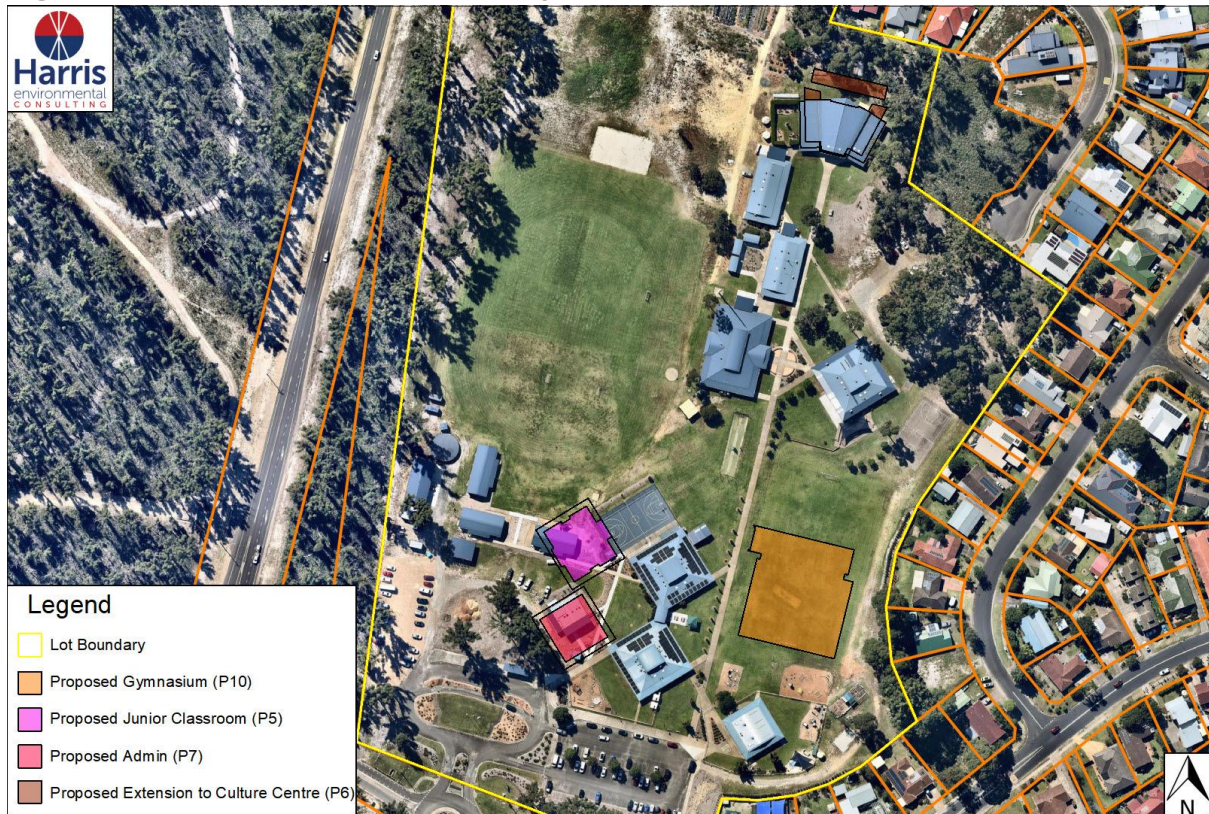 Harris
environmental
CONSULTING
Legend
Lot Boundary
Proposed Gymnasium (P10)
Proposed Junior Classroom (P5)
Proposed Admin (P7)
Proposed Extension to Culture Centre (P6)
N